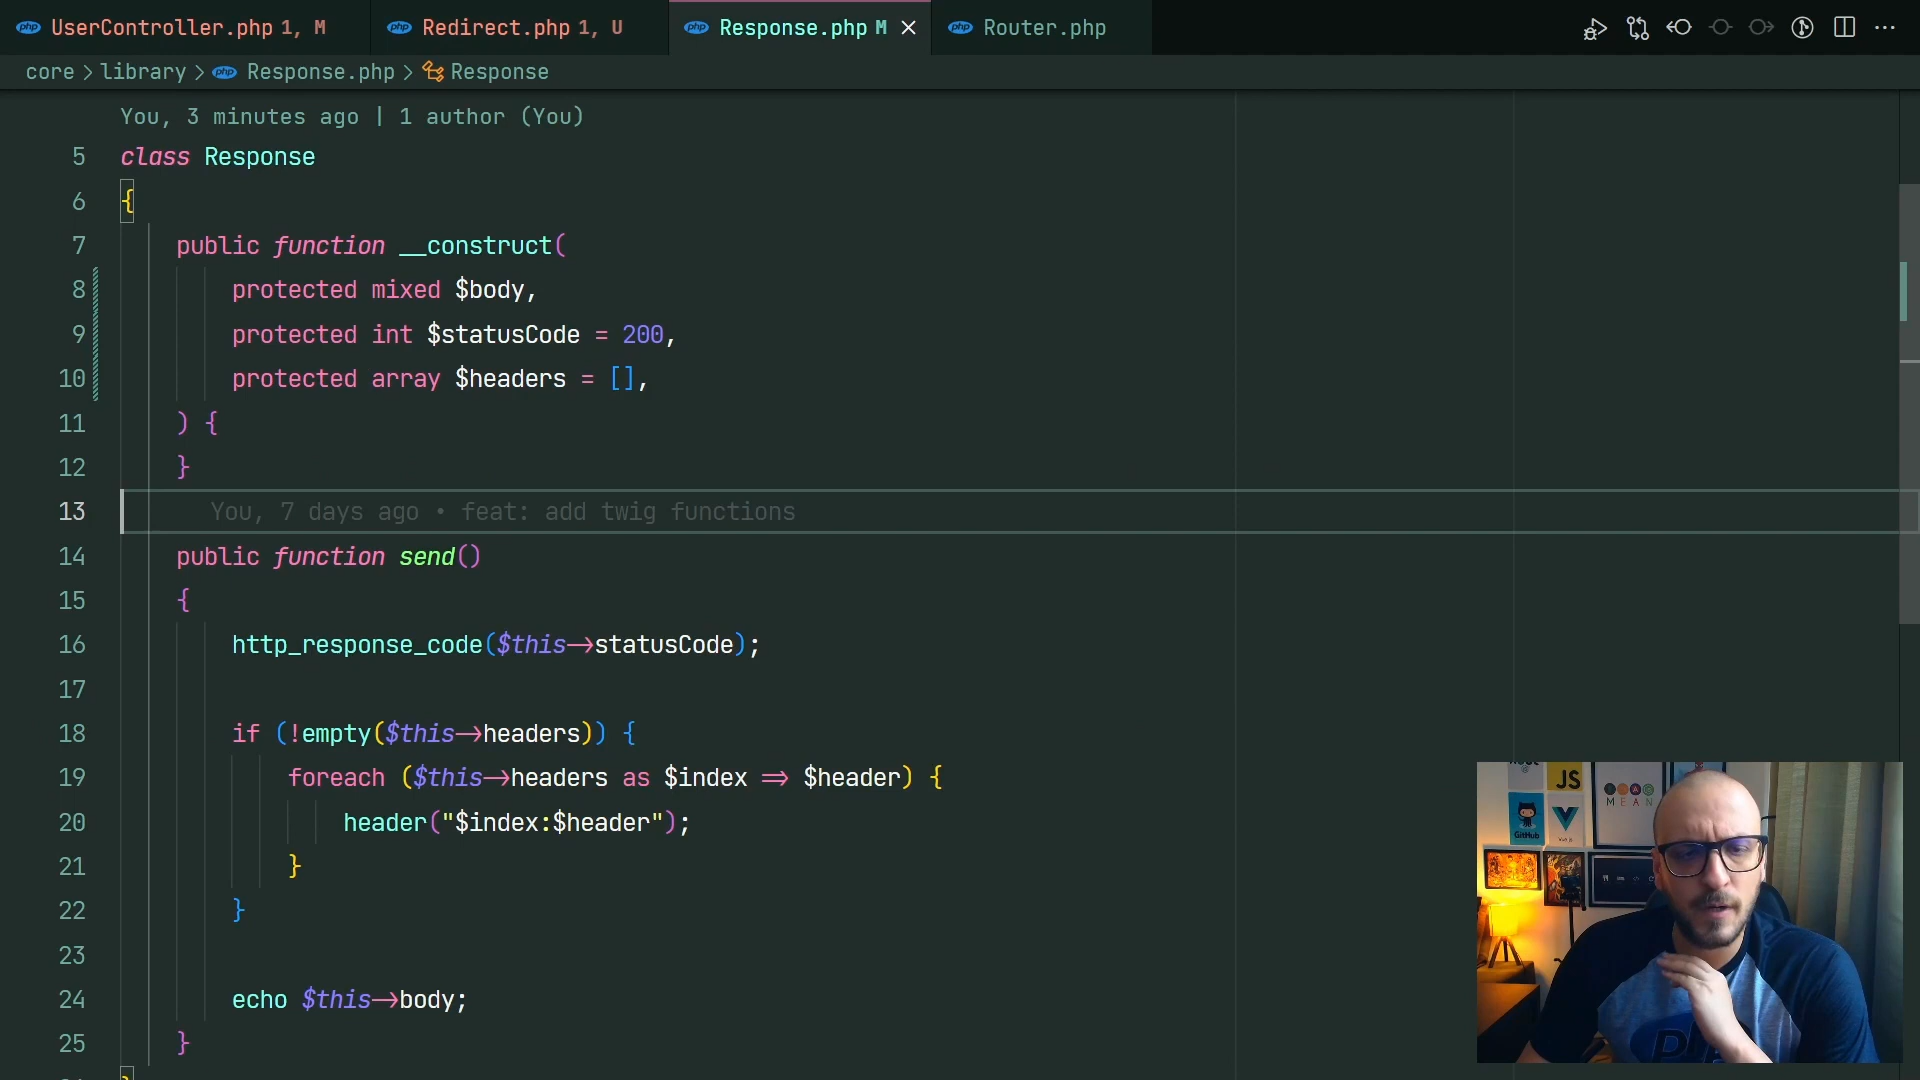 UserController.php 1, M
Redirect.php 1, U
Response.php M
Router.php
core > library > Response.php > Response
You, 3 minutes ago | 1 author (You)
5 class Response
6 {
7 public function __construct(
8 protected mixed $body,
9 protected int $statusCode = 200,
10 protected array $headers = [],
11 ) {
12 }
13 You, 7 days ago • feat: add twig functions
14 public function send()
15 {
16 http_response_code($this->statusCode);
17
18 if (!empty($this->headers)) {
19 foreach ($this->headers as $index => $header) {
20 header("$index:$header");
21 }
22 }
23
24 echo $this->body;
25 }
JS
MEAN
GitHub